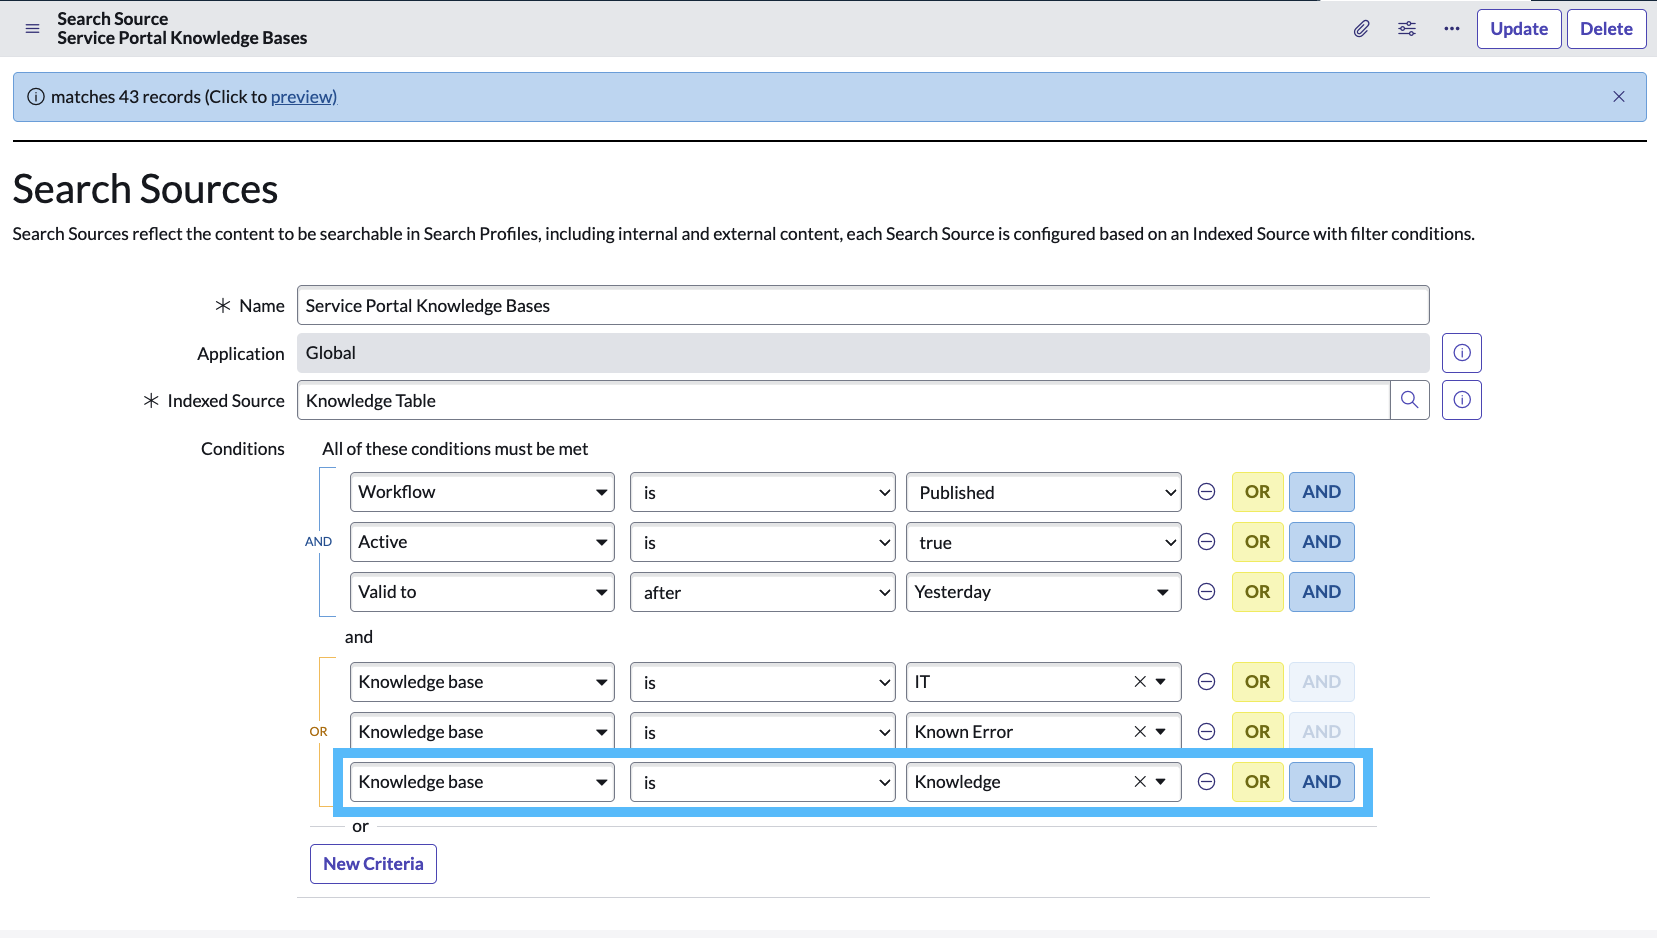 Search Source
Service Portal Knowledge Bases
Update
Delete
matches 43 records (Click to preview)
Search Sources
Search Sources reflect the content to be searchable in Search Profiles, including internal and external content, each Search Source is configured based on an Indexed Source with filter conditions.
Name Service Portal Knowledge Bases
Application Global
Indexed Source Knowledge Table
Conditions All of these conditions must be met
Workflow is Published OR AND
AND Active is true OR AND
Valid to after Yesterday OR AND
and
Knowledge base is IT OR AND
OR Knowledge base is Known Error OR AND
Knowledge base is Knowledge OR AND
or
New Criteria